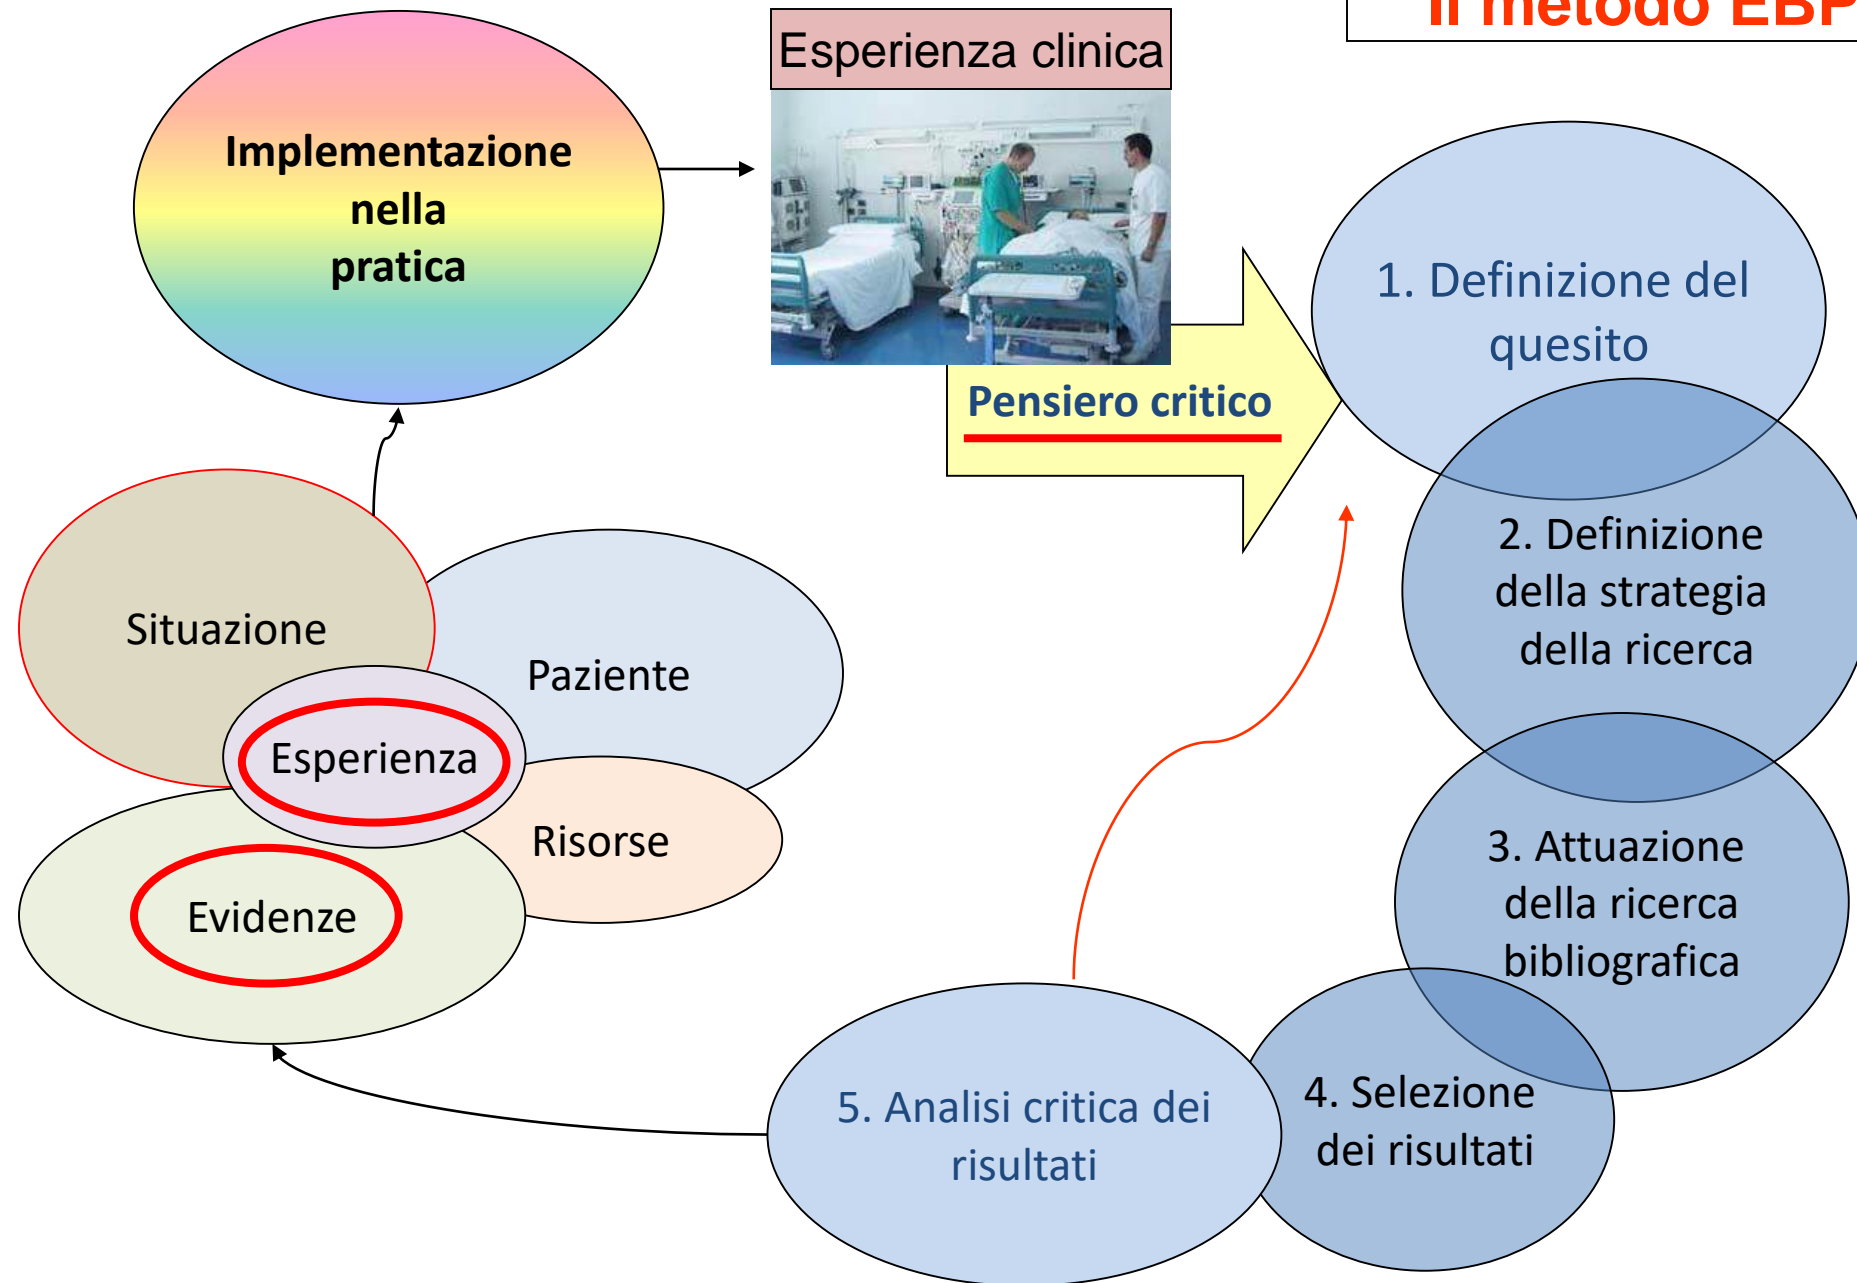 Il metodo EBP
Esperienza clinica
Implementazione
nella
pratica
Pensiero critico
1. Definizione del
quesito
2. Definizione
della strategia
della ricerca
3. Attuazione
della ricerca
bibliografica
4. Selezione
dei risultati
5. Analisi critica dei
risultati
Situazione
Paziente
Esperienza
Risorse
Evidenze